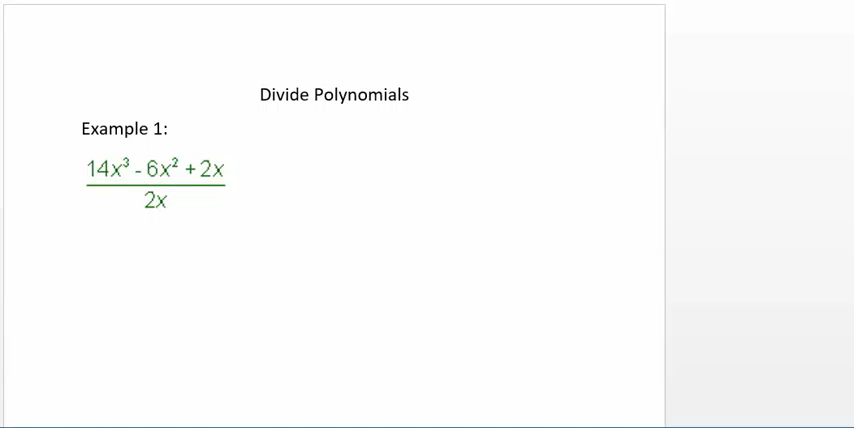 Divide Polynomials
Example 1:
14x³ - 6x² + 2x
2x